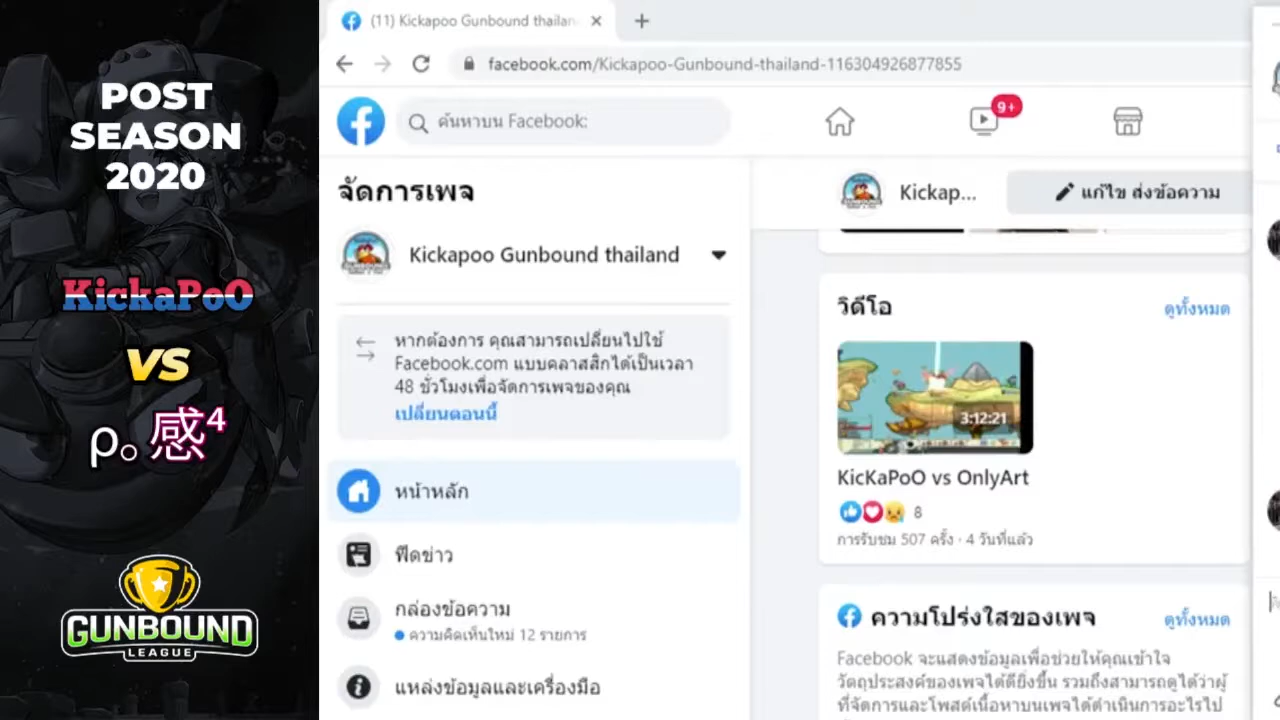 POST
SEASON
2020
KickaPoO
VS
ρ。感⁴
GUNBOUND
LEAGUE
(11) Kickapoo Gunbound thailan
facebook.com/Kickapoo-Gunbound-thailand-116304926877855
ค้นหาบน Facebook:
9+
จัดการเพจ
Kickapoo Gunbound thailand
หากต้องการ คุณสามารถเปลี่ยนไปใช้
Facebook.com แบบคลาสสิกได้เป็นเวลา
48 ชั่วโมงเพื่อจัดการเพจของคุณ
เปลี่ยนตอนนี้
หน้าหลัก
ฟีดข่าว
กล่องข้อความ
ความคิดเห็นใหม่ 12 รายการ
แหล่งข้อมูลและเครื่องมือ
Kickap...
แก้ไข ส่งข้อความ
วิดีโอ
ดูทั้งหมด
3:12:21
KicKaPoO vs OnlyArt
8
การรับชม 507 ครั้ง · 4 วันที่แล้ว
ความโปร่งใสของเพจ
ดูทั้งหมด
Facebook จะแสดงข้อมูลเพื่อช่วยให้คุณเข้าใจ
วัตถุประสงค์ของเพจได้ดียิ่งขึ้น รวมถึงสามารถดูได้ว่าผู้
ที่จัดการและโพสต์เนื้อหาบนเพจได้ดำเนินการอะไรไป